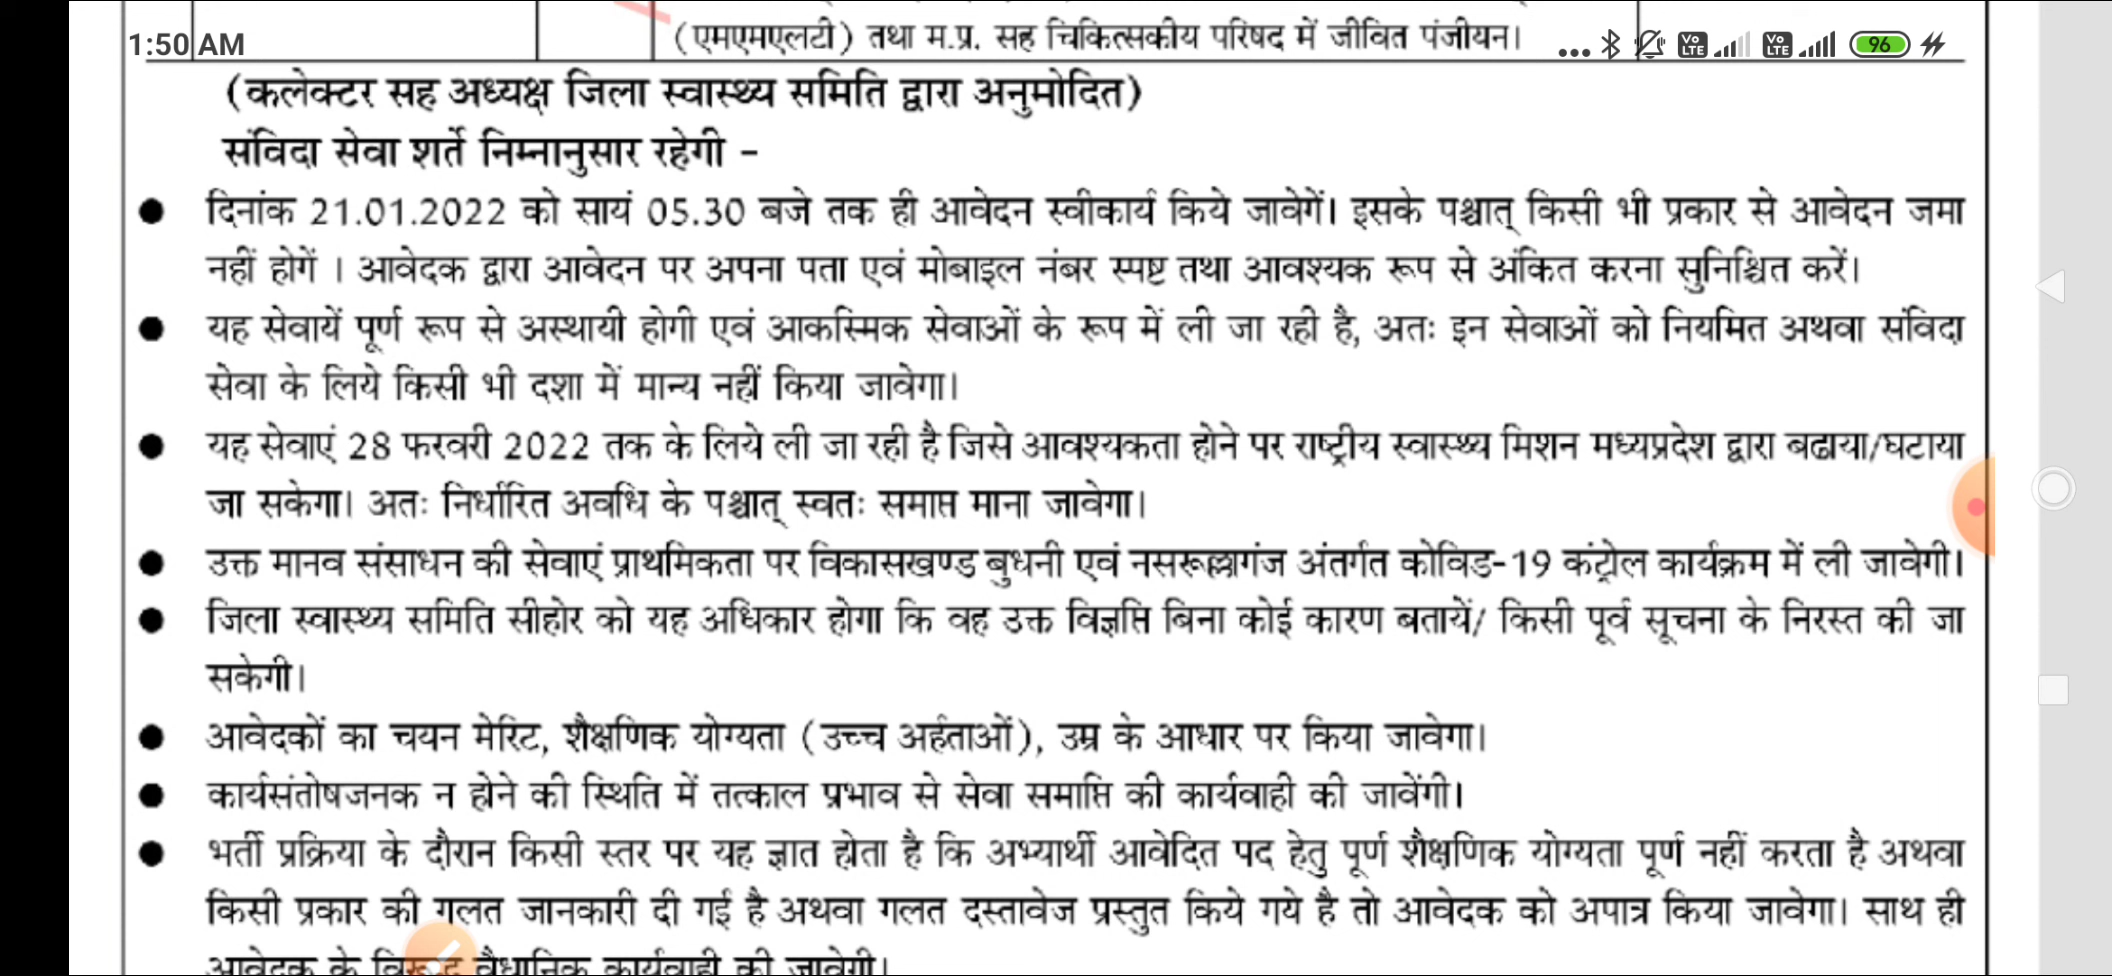 (एमएमएलटी) तथा म.प्र. सह चिकित्सकीय परिषद में जीवित पंजीयन।
1:50 AM
Vo LTE
Vo LTE
96
(कलेक्टर सह अध्यक्ष जिला स्वास्थ्य समिति द्वारा अनुमोदित)
संविदा सेवा शर्ते निम्नानुसार रहेगी –
● दिनांक 21.01.2022 को सायं 05.30 बजे तक ही आवेदन स्वीकार्य किये जावेगें। इसके पश्चात् किसी भी प्रकार से आवेदन जमा
नहीं होगें । आवेदक द्वारा आवेदन पर अपना पता एवं मोबाइल नंबर स्पष्ट तथा आवश्यक रूप से अंकित करना सुनिश्चित करें।
● यह सेवायें पूर्ण रूप से अस्थायी होगी एवं आकस्मिक सेवाओं के रूप में ली जा रही है, अतः इन सेवाओं को नियमित अथवा संविदा
सेवा के लिये किसी भी दशा में मान्य नहीं किया जावेगा।
● यह सेवाएं 28 फरवरी 2022 तक के लिये ली जा रही है जिसे आवश्यकता होने पर राष्ट्रीय स्वास्थ्य मिशन मध्यप्रदेश द्वारा बढाया/घटाया
जा सकेगा। अतः निर्धारित अवधि के पश्चात् स्वतः समाप्त माना जावेगा।
● उक्त मानव संसाधन की सेवाएं प्राथमिकता पर विकासखण्ड बुधनी एवं नसरूल्लागंज अंतर्गत कोविड-19 कंट्रोल कार्यक्रम में ली जावेगी।
● जिला स्वास्थ्य समिति सीहोर को यह अधिकार होगा कि वह उक्त विज्ञप्ति बिना कोई कारण बतायें/ किसी पूर्व सूचना के निरस्त की जा
सकेगी।
● आवेदकों का चयन मेरिट, शैक्षणिक योग्यता (उच्च अर्हताओं), उम्र के आधार पर किया जावेगा।
● कार्यसंतोषजनक न होने की स्थिति में तत्काल प्रभाव से सेवा समाप्ति की कार्यवाही की जावेंगी।
● भर्ती प्रक्रिया के दौरान किसी स्तर पर यह ज्ञात होता है कि अभ्यार्थी आवेदित पद हेतु पूर्ण शैक्षणिक योग्यता पूर्ण नहीं करता है अथवा
किसी प्रकार की गलत जानकारी दी गई है अथवा गलत दस्तावेज प्रस्तुत किये गये है तो आवेदक को अपात्र किया जावेगा। साथ ही
आवेदक के विरूद्ध वैधानिक कार्यवाही की जावेगी।